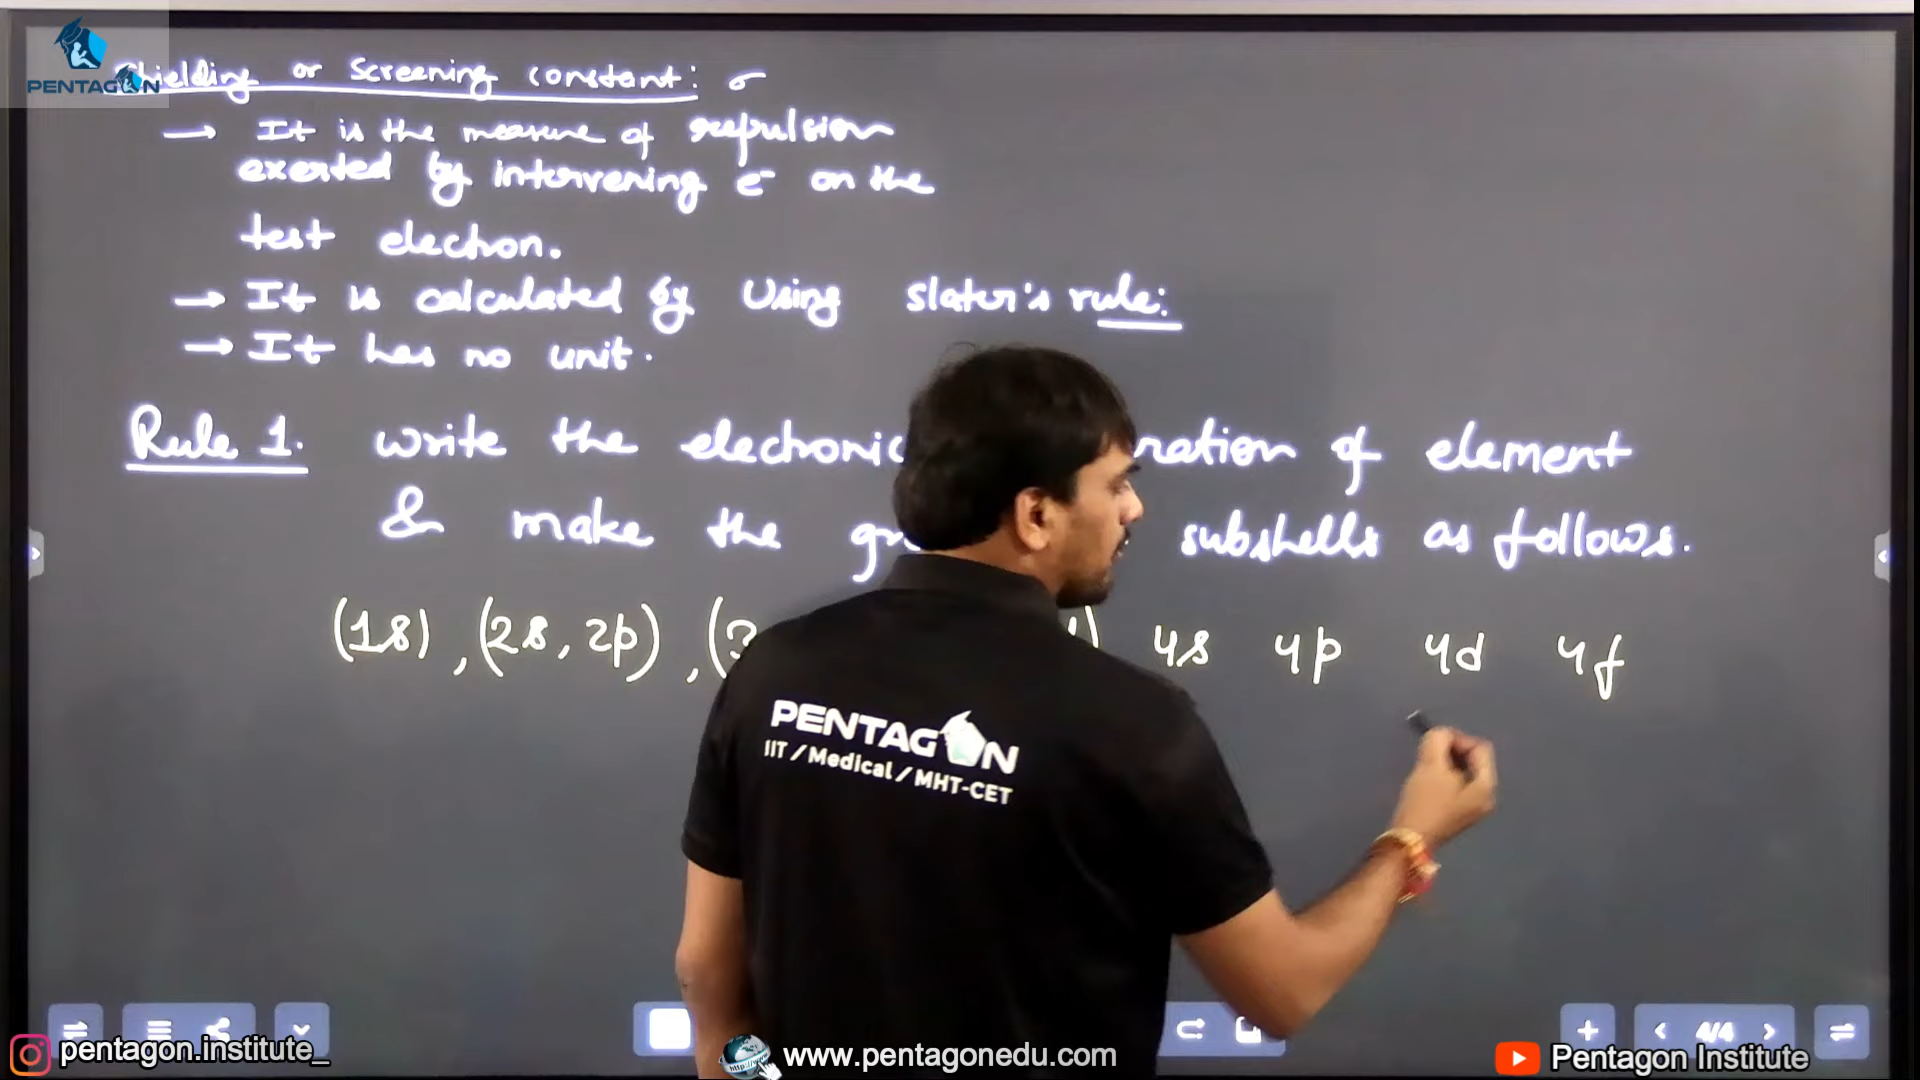 PENTAGON
Shielding or Screening constant: σ
→ It is the measure of repulsion
exerted by intervening e⁻ on the
test electron.
→ It is calculated by Using slater's rule:
→ It has no unit.
Rule 1. write the electronic ration of element
& make the subshells as follows.
(1s), (2s, 2p), (3 ) 4s 4p 4d 4f
PENTAGON
IIT / Medical / MHT-CET
4/4
pentagon.institute_
http://www
www.pentagonedu.com
Pentagon Institute